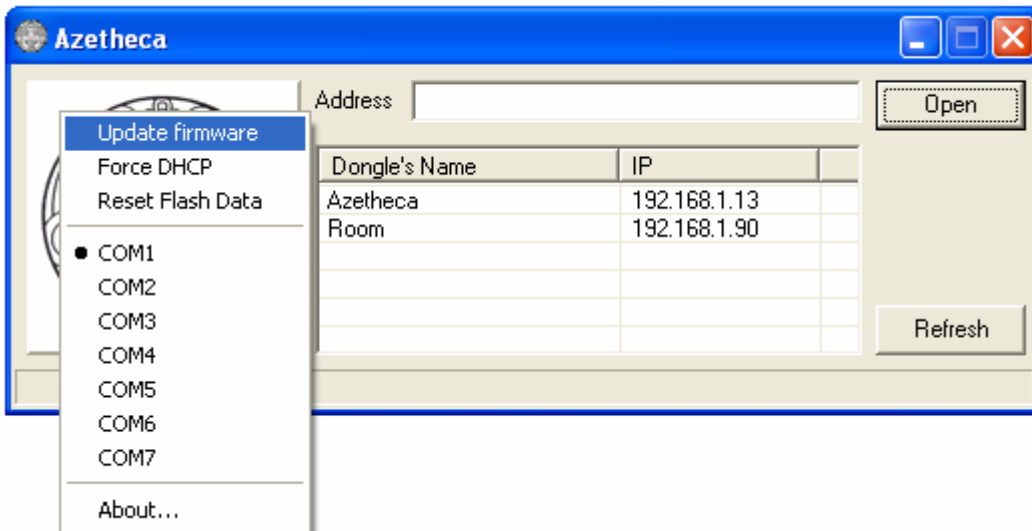 Azetheca
Address
Open
Dongle's Name IP
Azetheca 192.168.1.13
Room 192.168.1.90
Refresh
Update firmware
Force DHCP
Reset Flash Data
COM1
COM2
COM3
COM4
COM5
COM6
COM7
About...